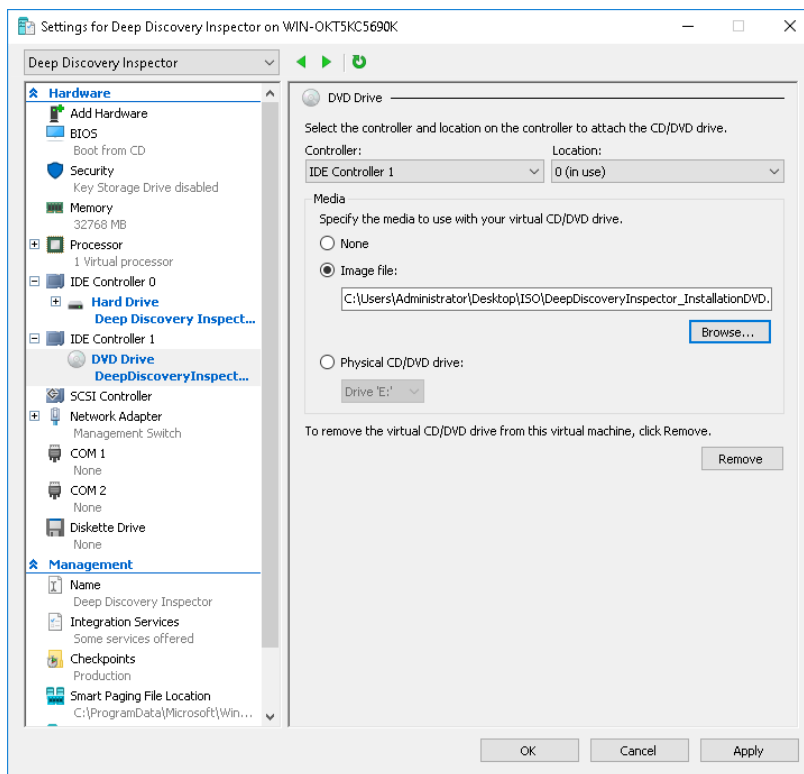 Settings for Deep Discovery Inspector on WIN-OKT5KC5690K
Deep Discovery Inspector
Hardware
Add Hardware
BIOS
Boot from CD
Security
Key Storage Drive disabled
Memory
32768 MB
Processor
1 Virtual processor
IDE Controller 0
Hard Drive
Deep Discovery Inspect...
IDE Controller 1
DVD Drive
DeepDiscoveryInspect...
SCSI Controller
Network Adapter
Management Switch
COM 1
None
COM 2
None
Diskette Drive
None
Management
Name
Deep Discovery Inspector
Integration Services
Some services offered
Checkpoints
Production
Smart Paging File Location
C:\ProgramData\Microsoft\Win...
DVD Drive
Select the controller and location on the controller to attach the CD/DVD drive.
Controller: Location:
IDE Controller 1 0 (in use)
Media
Specify the media to use with your virtual CD/DVD drive.
None
Image file:
C:\Users\Administrator\Desktop\ISO\DeepDiscoveryInspector_InstallationDVD.
Browse...
Physical CD/DVD drive:
Drive 'E:'
To remove the virtual CD/DVD drive from this virtual machine, click Remove.
Remove
OK Cancel Apply